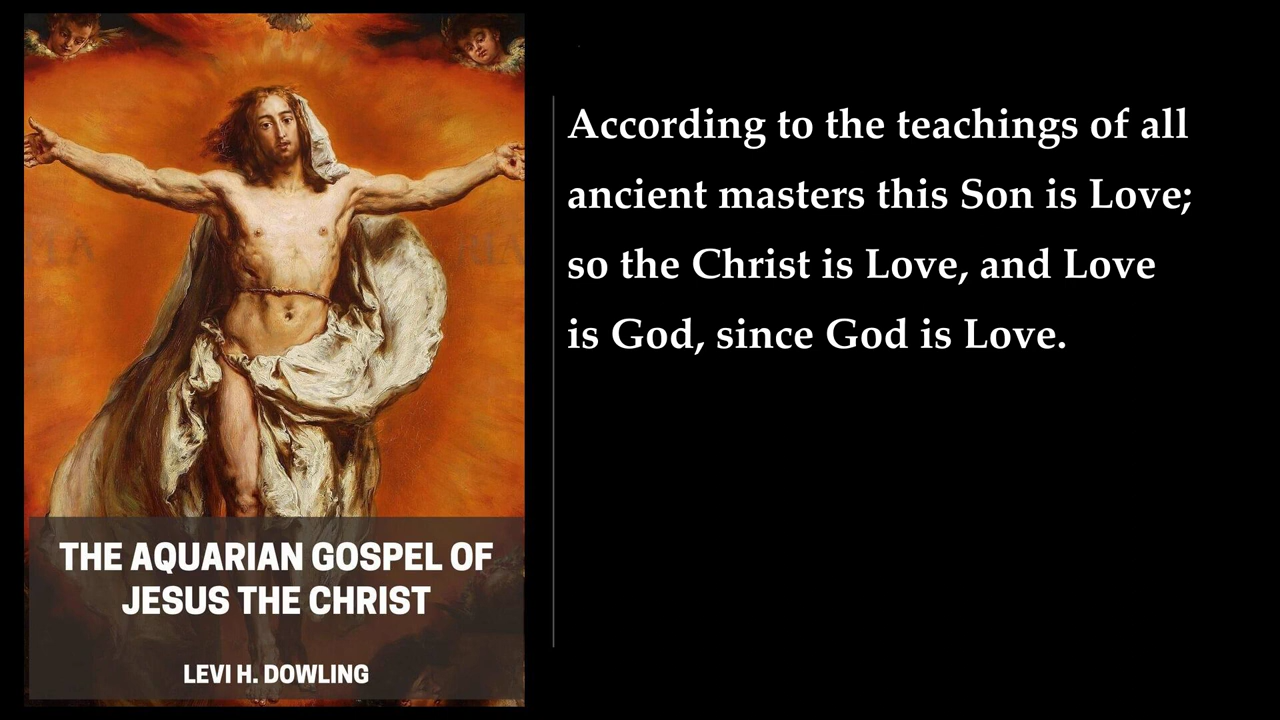 According to the teachings of all
ancient masters this Son is Love;
so the Christ is Love, and Love
is God, since God is Love.
THE AQUARIAN GOSPEL OF
JESUS THE CHRIST
LEVI H. DOWLING